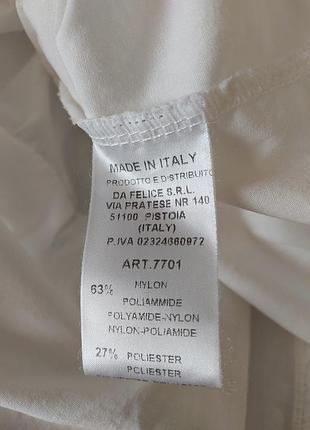 MADE IN ITALY
PRODOTTO E DISTRIBUITO
DA FELICE S.R.L.
VIA PRATESE NR 140
51100 PISTOIA
(ITALY)
P.IVA 02324660972
ART.7701
63% NYLON
POLIAMMIDE
POLYAMIDE-NYLON
NYLON-POLIAMIDE
27% POLIESTER
POLIESTER